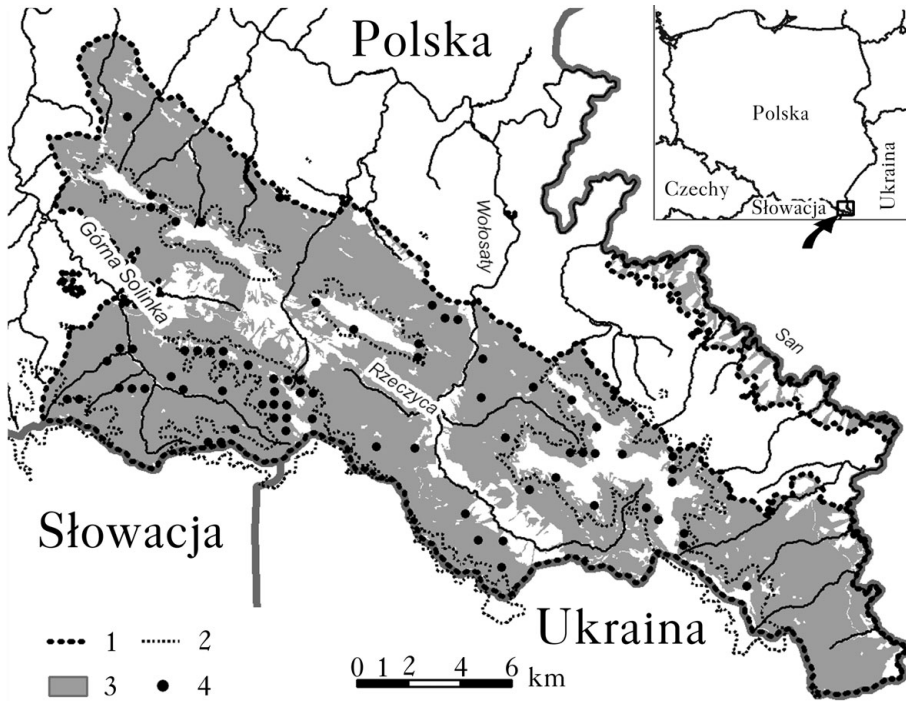 Polska
Polska
Czechy
Słowacja
Ukraina
Wołosaty
Górna Solinka
San
Rzeczyca
Słowacja
Ukraina
1
2
3
4
0 1 2 4 6 km